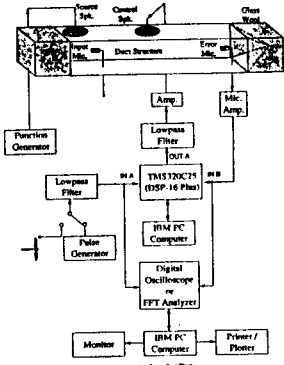 Source
Spk.
Control
Spk.
Glass
Wool
Input
Mic.
Duct Structure
Error
Mic.
Amp.
Mic.
Amp.
Function
Generator
Lowpass
Filter
OUT A
Lowpass
Filter
IN A
TMS320C25
(DSP-16 Plus)
IN B
IBM PC
Computer
Pulse
Generator
Digital
Oscilloscope
or
FFT Analyzer
Monitor
IBM PC
Computer
Printer /
Plotter